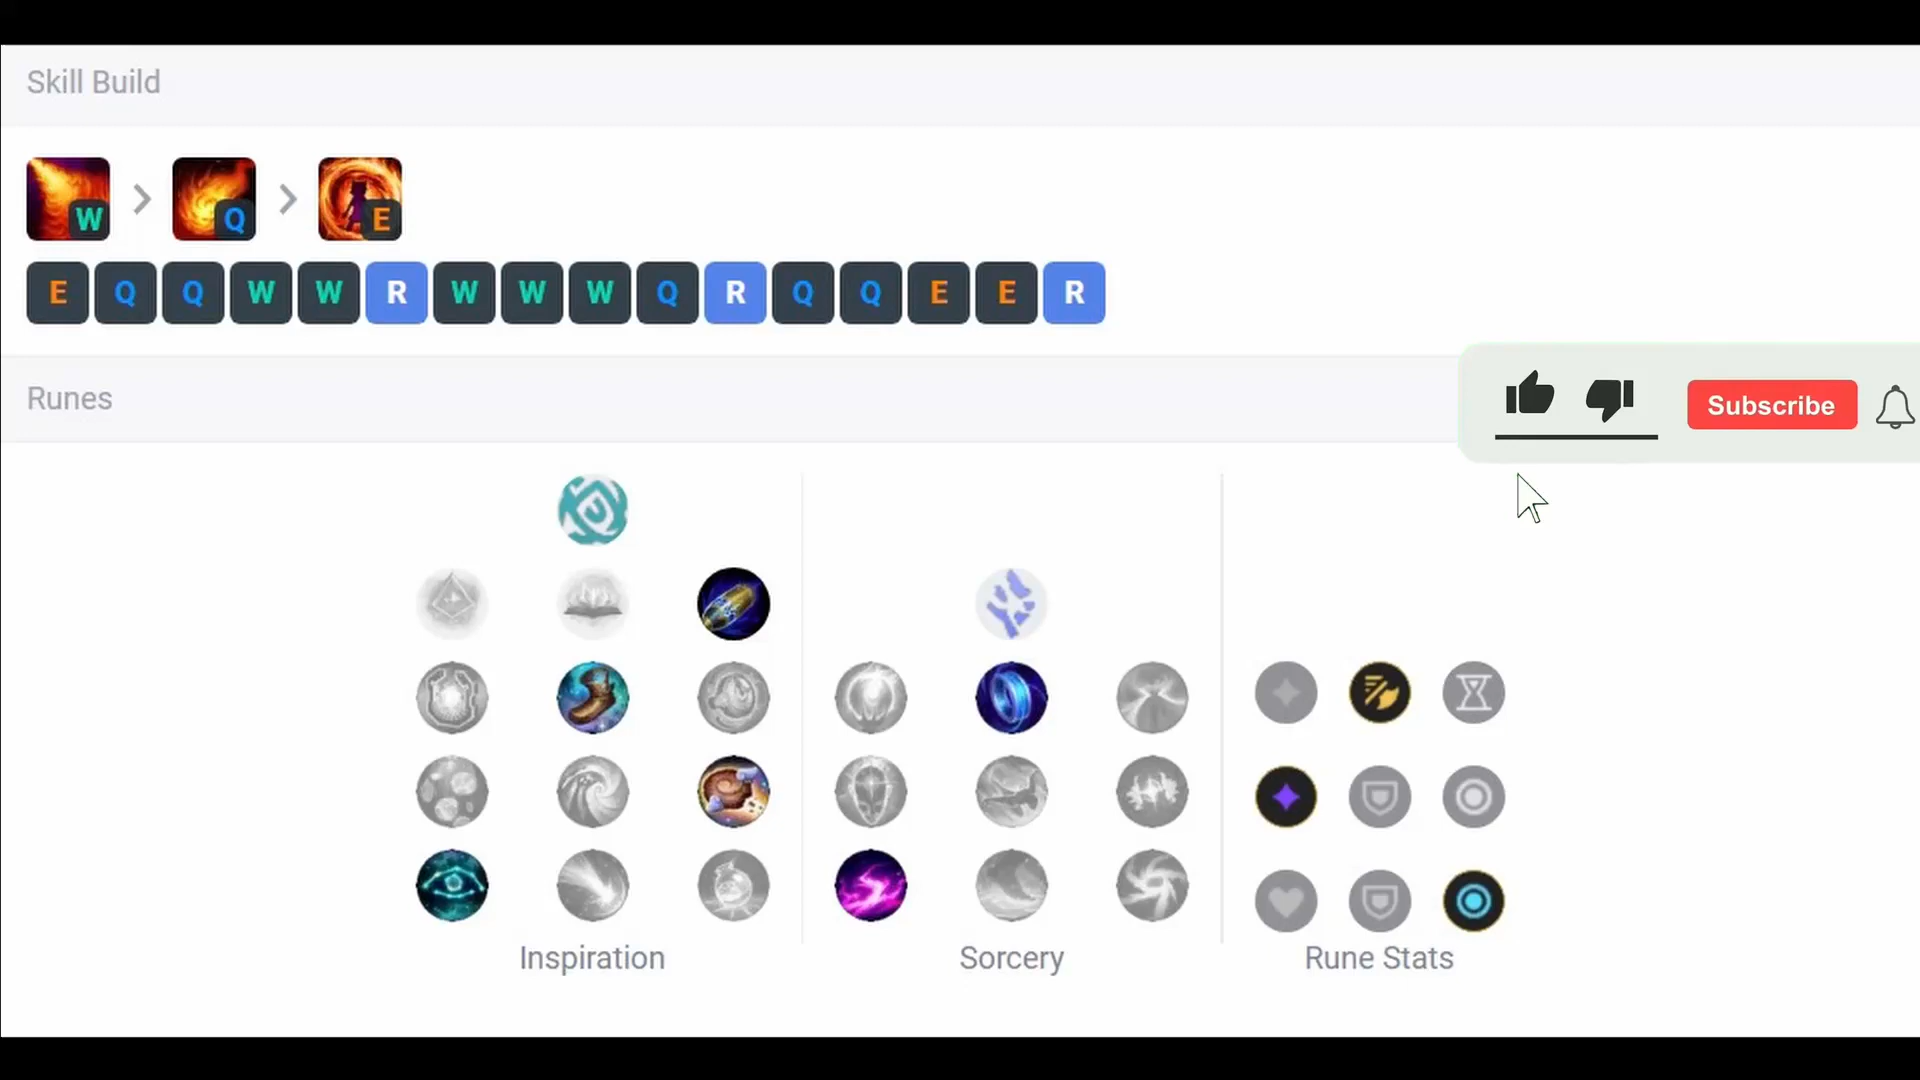 Skill Build
W Q E
E Q Q W W R W W W Q R Q Q E E R
Runes
Subscribe
Inspiration Sorcery Rune Stats